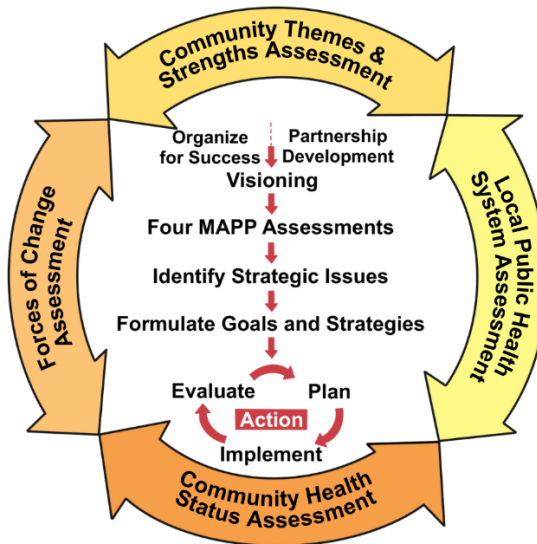 Community Themes &
Strengths Assessment
Organize
for Success
Partnership
Development
Visioning
Four MAPP Assessments
Identify Strategic Issues
Formulate Goals and Strategies
Evaluate
Plan
Action
Implement
Forces of Change
Assessment
Local Public Health
System Assessment
Community Health
Status Assessment